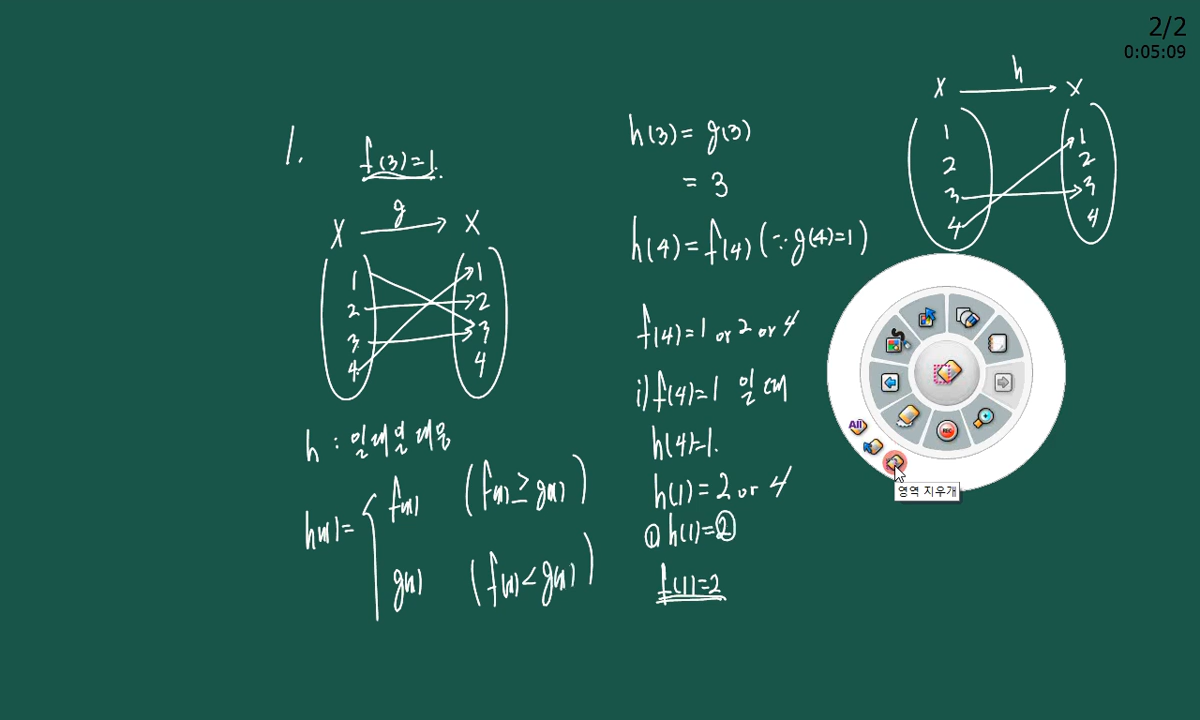 2/2
0:05:09
1.
f(3)=1.
X g X
1 1
2 2
3 3
4 4
h : 일대일 대응
h(x)= f(x) (f(x)≥g(x))
g(x) (f(x)<g(x))
h(3)=g(3)
=3
h(4)=f(4) (∵g(4)=1)
f(4)=1 or 2 or 4
i) f(4)=1 일 때
h(4)=1.
h(1)=2 or 4
① h(1)=②
f(1)=2
X h X
1 1
2 2
3 3
4 4
REC
All
영역 지우개